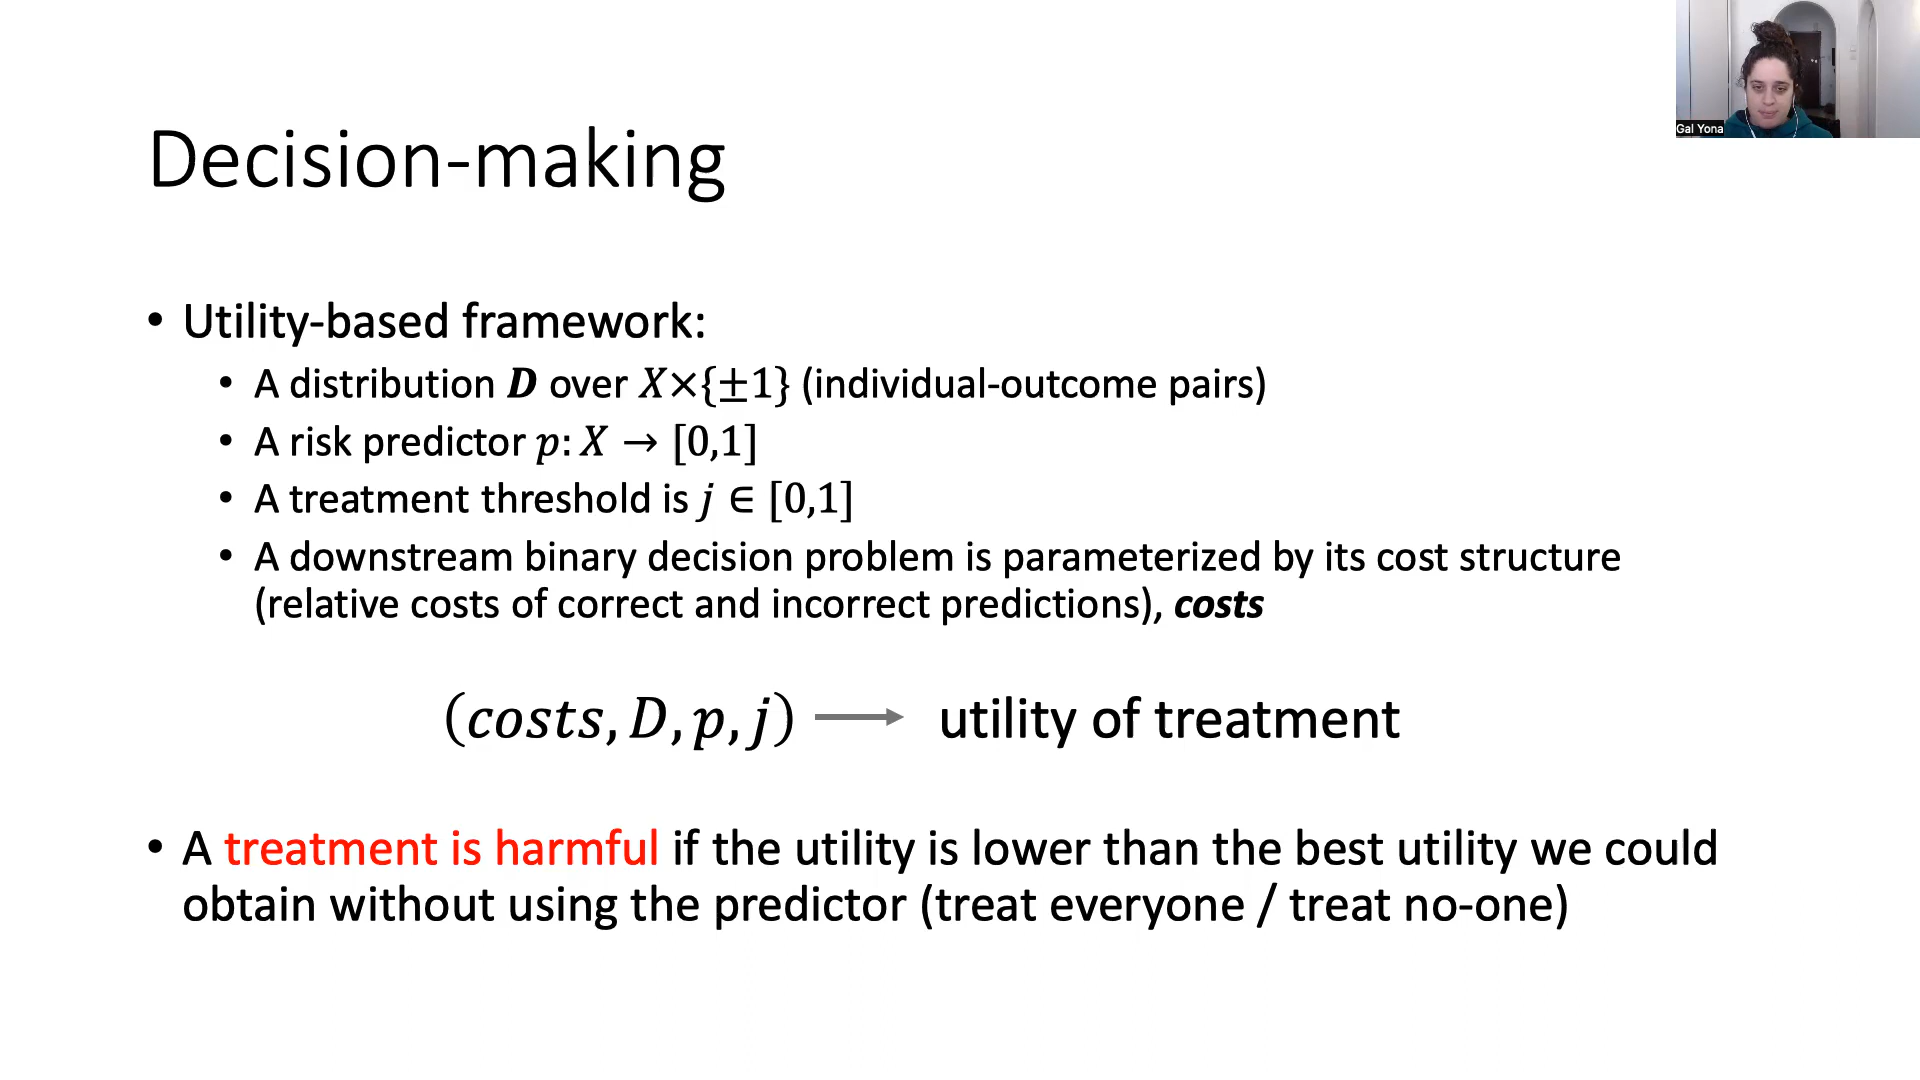 Gal Yona
Decision-making
• Utility-based framework:
• A distribution D over X×{±1} (individual-outcome pairs)
• A risk predictor p: X → [0,1]
• A treatment threshold is j ∈ [0,1]
• A downstream binary decision problem is parameterized by its cost structure
(relative costs of correct and incorrect predictions), costs
(costs, D, p, j) → utility of treatment
• A treatment is harmful if the utility is lower than the best utility we could
obtain without using the predictor (treat everyone / treat no-one)